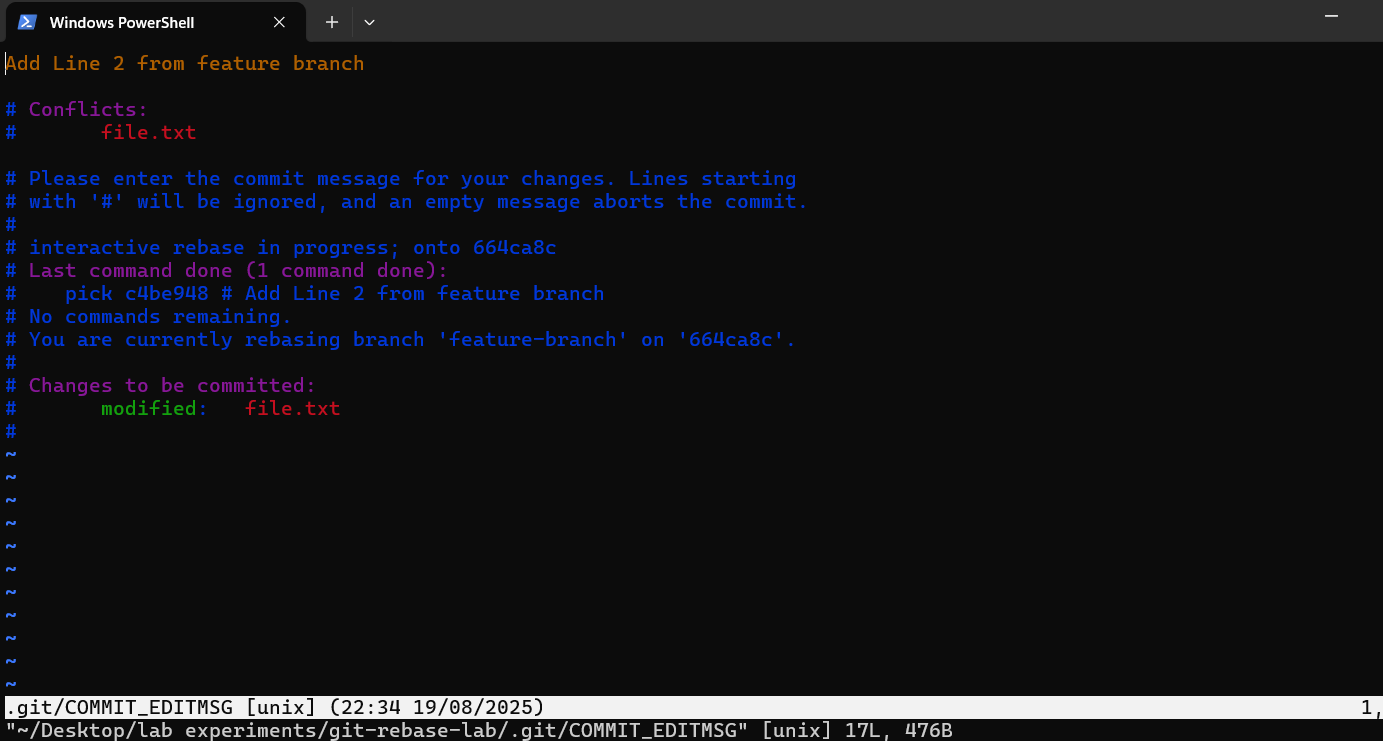 Windows PowerShell
Add Line 2 from feature branch
# Conflicts:
#       file.txt
# Please enter the commit message for your changes. Lines starting
# with '#' will be ignored, and an empty message aborts the commit.
#
# interactive rebase in progress; onto 664ca8c
# Last command done (1 command done):
#    pick c4be948 # Add Line 2 from feature branch
# No commands remaining.
# You are currently rebasing branch 'feature-branch' on '664ca8c'.
#
# Changes to be committed:
#       modified:   file.txt
#
~
~
~
~
~
~
~
~
~
~
~
.git/COMMIT_EDITMSG [unix] (22:34 19/08/2025) 1,
"~/Desktop/lab experiments/git-rebase-lab/.git/COMMIT_EDITMSG" [unix] 17L, 476B